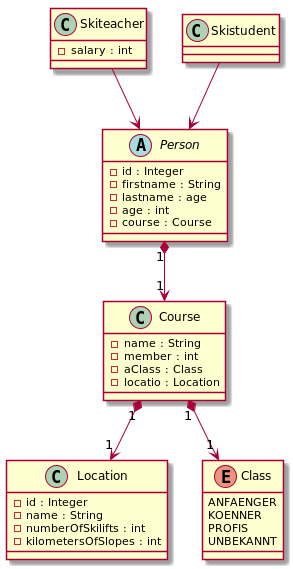 C Skiteacher
salary : int
C Skistudent
A Person
id : Integer
firstname : String
lastname : age
age : int
course : Course
1
1
C Course
name : String
member : int
aClass : Class
locatio : Location
1 1
1 1
C Location
id : Integer
name : String
numberOfSkilifts : int
kilometersOfSlopes : int
E Class
ANFAENGER
KOENNER
PROFIS
UNBEKANNT